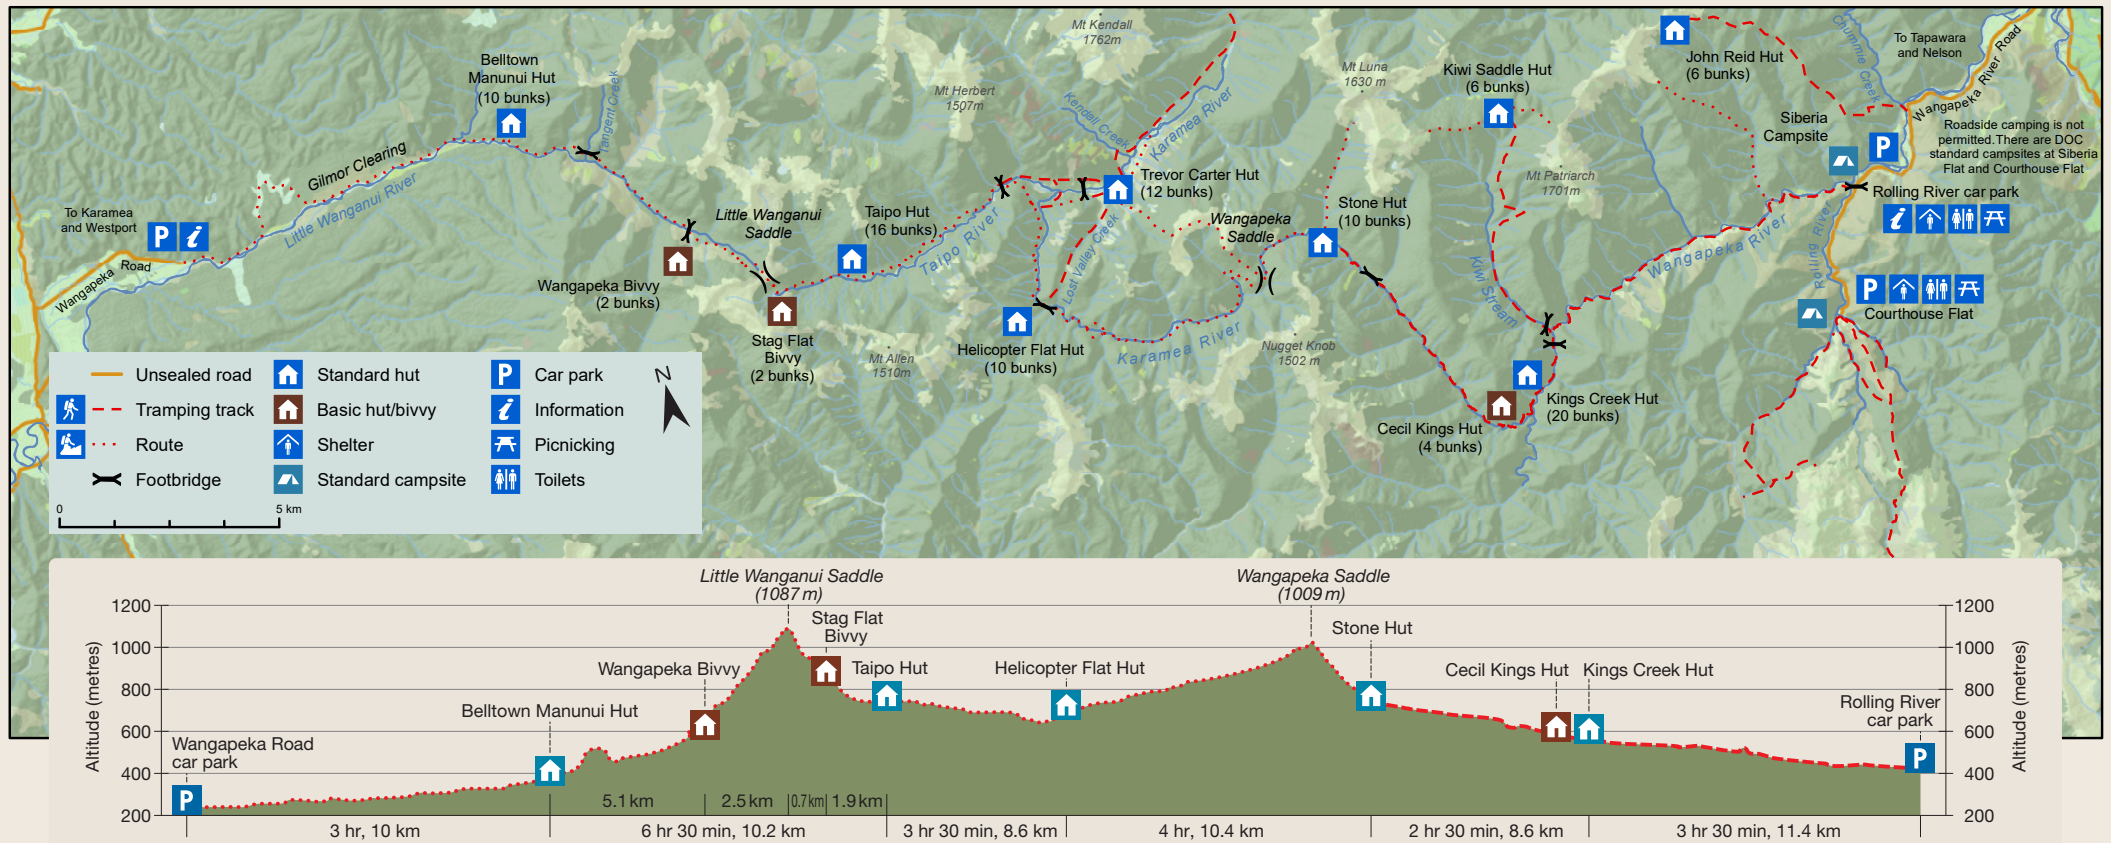 Mt Kendall
1762m
Mt Luna
1630 m
Mt Herbert
1507m
Belltown
Manunui Hut
(10 bunks)
Tangent Creek
Gilmor Clearing
Little Wanganui River
To Karamea
and Westport
Wangapeka Road
Wangapeka Bivvy
(2 bunks)
Little Wanganui
Saddle
Stag Flat
Bivvy
(2 bunks)
Taipo Hut
(16 bunks)
Taipo River
Mt Allen
1510m
Kendall Creek
Karamea River
Trevor Carter Hut
(12 bunks)
Lost Valley Creek
Helicopter Flat Hut
(10 bunks)
Karamea River
Wangapeka
Saddle
Nugget Knob
1502 m
Stone Hut
(10 bunks)
Kiwi Saddle Hut
(6 bunks)
Mt Patriarch
1701m
Kiwi Stream
Cecil Kings Hut
(4 bunks)
Kings Creek Hut
(20 bunks)
Wangapeka River
John Reid Hut
(6 bunks)
Chummie Creek
To Tapawara
and Nelson
Wangapeka River Road
Siberia
Campsite
P
Roadside camping is not
permitted.There are DOC
standard campsites at Siberia
Flat and Courthouse Flat
Rolling River car park
Rolling River
P
Courthouse Flat
P i
Unsealed road
Tramping track
Route
Footbridge
Standard hut
Basic hut/bivvy
Shelter
Standard campsite
P Car park
i Information
Picnicking
Toilets
N
0 5 km
Little Wanganui Saddle
(1087 m)
Wangapeka Saddle
(1009 m)
Altitude (metres)
1200
1000
800
600
400
200
Wangapeka Road
car park
P
Belltown Manunui Hut
Wangapeka Bivvy
Stag Flat
Bivvy
Taipo Hut
Helicopter Flat Hut
Stone Hut
Cecil Kings Hut
Kings Creek Hut
Rolling River
car park
P
1200
1000
800
600
400
200
Altitude (metres)
5.1 km
2.5 km
0.7 km
1.9 km
3 hr, 10 km
6 hr 30 min, 10.2 km
3 hr 30 min, 8.6 km
4 hr, 10.4 km
2 hr 30 min, 8.6 km
3 hr 30 min, 11.4 km